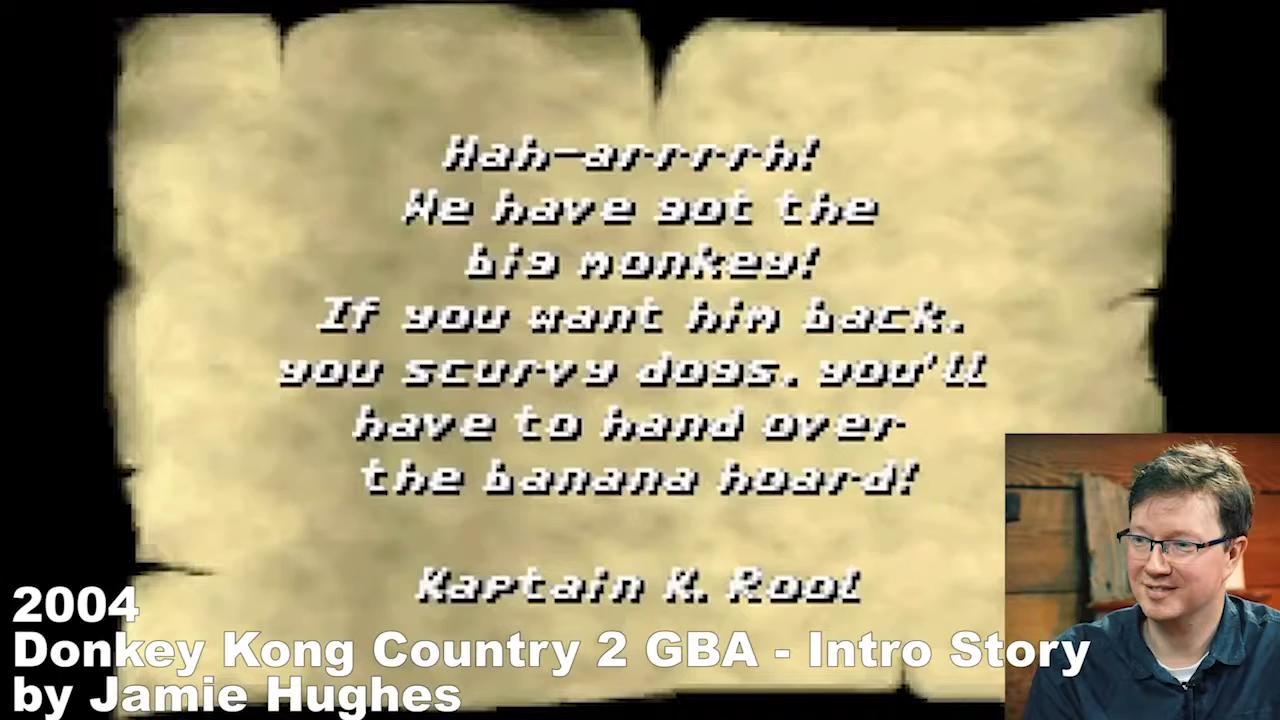 Hah-arrrrh!
We have got the
big monkey!
If you want him back,
you scurvy dogs, you'll
have to hand over
the banana hoard!
Kaptain K. Rool
2004
Donkey Kong Country 2 GBA - Intro Story
by Jamie Hughes